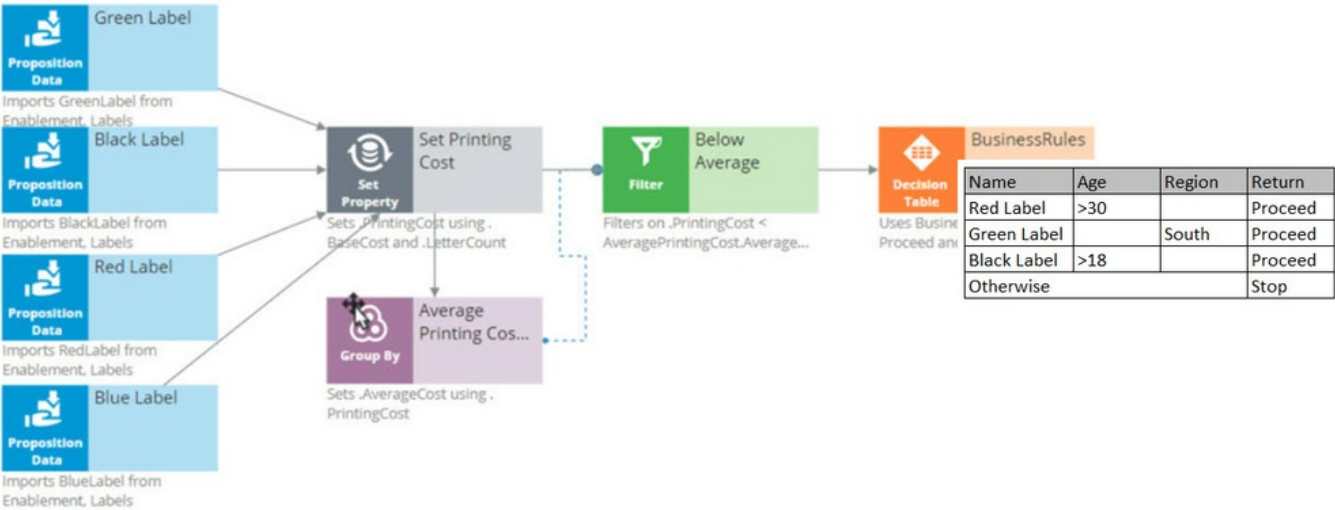 Green Label
Proposition
Data
Imports GreenLabel from
Enablement, Labels
Black Label
Proposition
Data
Imports BlackLabel from
Enablement, Labels
Red Label
Proposition
Data
Imports RedLabel from
Enablement, Labels
Blue Label
Proposition
Data
Imports BlueLabel from
Enablement, Labels
Set Printing
Cost
Set
Property
Sets .PrintingCost using .
BaseCost and .LetterCount
Average
Printing Cos...
Group By
Sets .AverageCost using .
PrintingCost
Below
Average
Filter
Filters on .PrintingCost <
AveragePrintingCost.Average...
BusinessRules
Decision
Table
Uses Busine
Proceed and
Name Age Region Return
Red Label >30 Proceed
Green Label South Proceed
Black Label >18 Proceed
Otherwise Stop